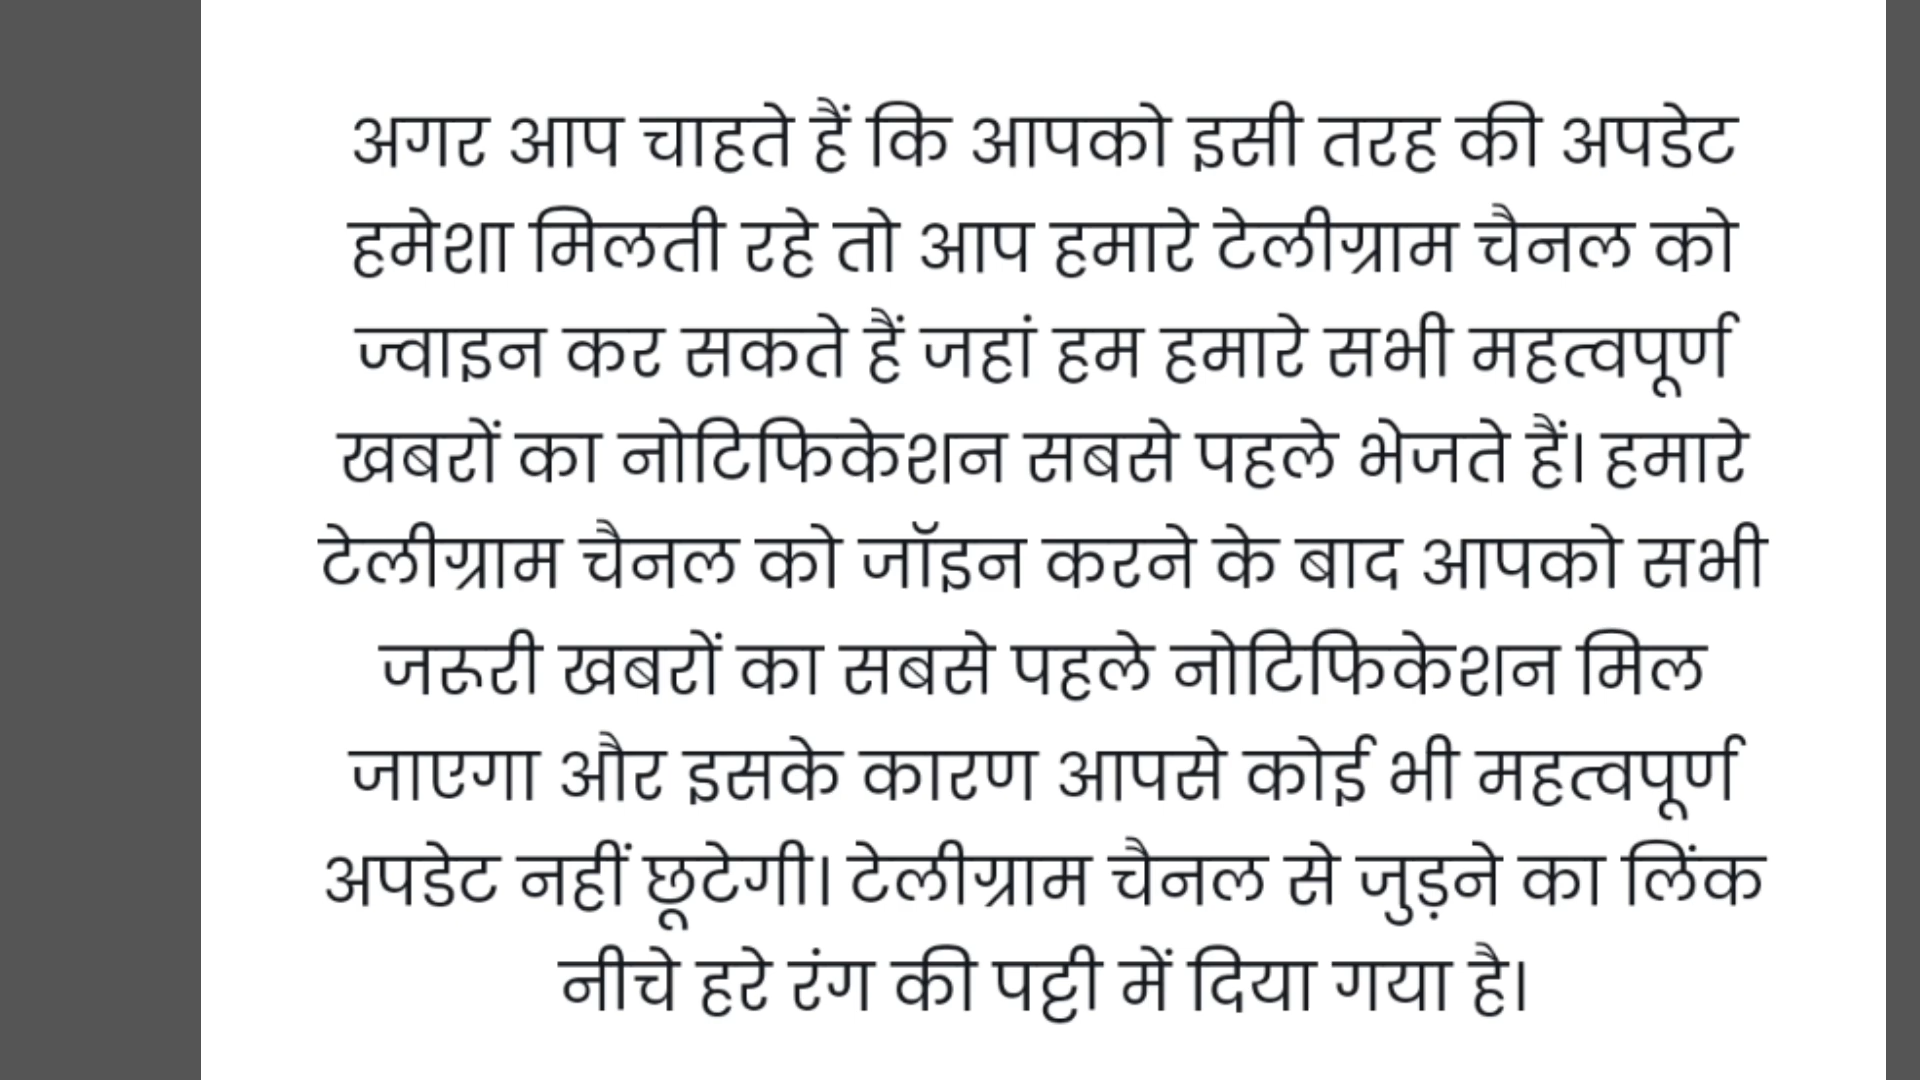 अगर आप चाहते हैं कि आपको इसी तरह की अपडेट
हमेशा मिलती रहे तो आप हमारे टेलीग्राम चैनल को
ज्वाइन कर सकते हैं जहां हम हमारे सभी महत्वपूर्ण
खबरों का नोटिफिकेशन सबसे पहले भेजते हैं। हमारे
टेलीग्राम चैनल को जॉइन करने के बाद आपको सभी
जरूरी खबरों का सबसे पहले नोटिफिकेशन मिल
जाएगा और इसके कारण आपसे कोई भी महत्वपूर्ण
अपडेट नहीं छूटेगी। टेलीग्राम चैनल से जुड़ने का लिंक
नीचे हरे रंग की पट्टी में दिया गया है।